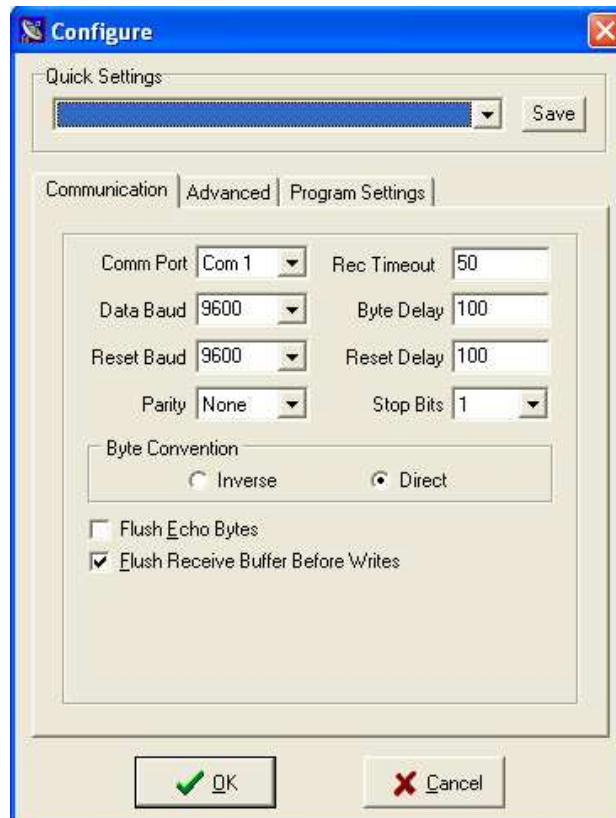 Configure
Quick Settings
Save
Communication Advanced Program Settings
Comm Port Com 1 Rec Timeout 50
Data Baud 9600 Byte Delay 100
Reset Baud 9600 Reset Delay 100
Parity None Stop Bits 1
Byte Convention
Inverse Direct
Flush Echo Bytes
Flush Receive Buffer Before Writes
OK Cancel